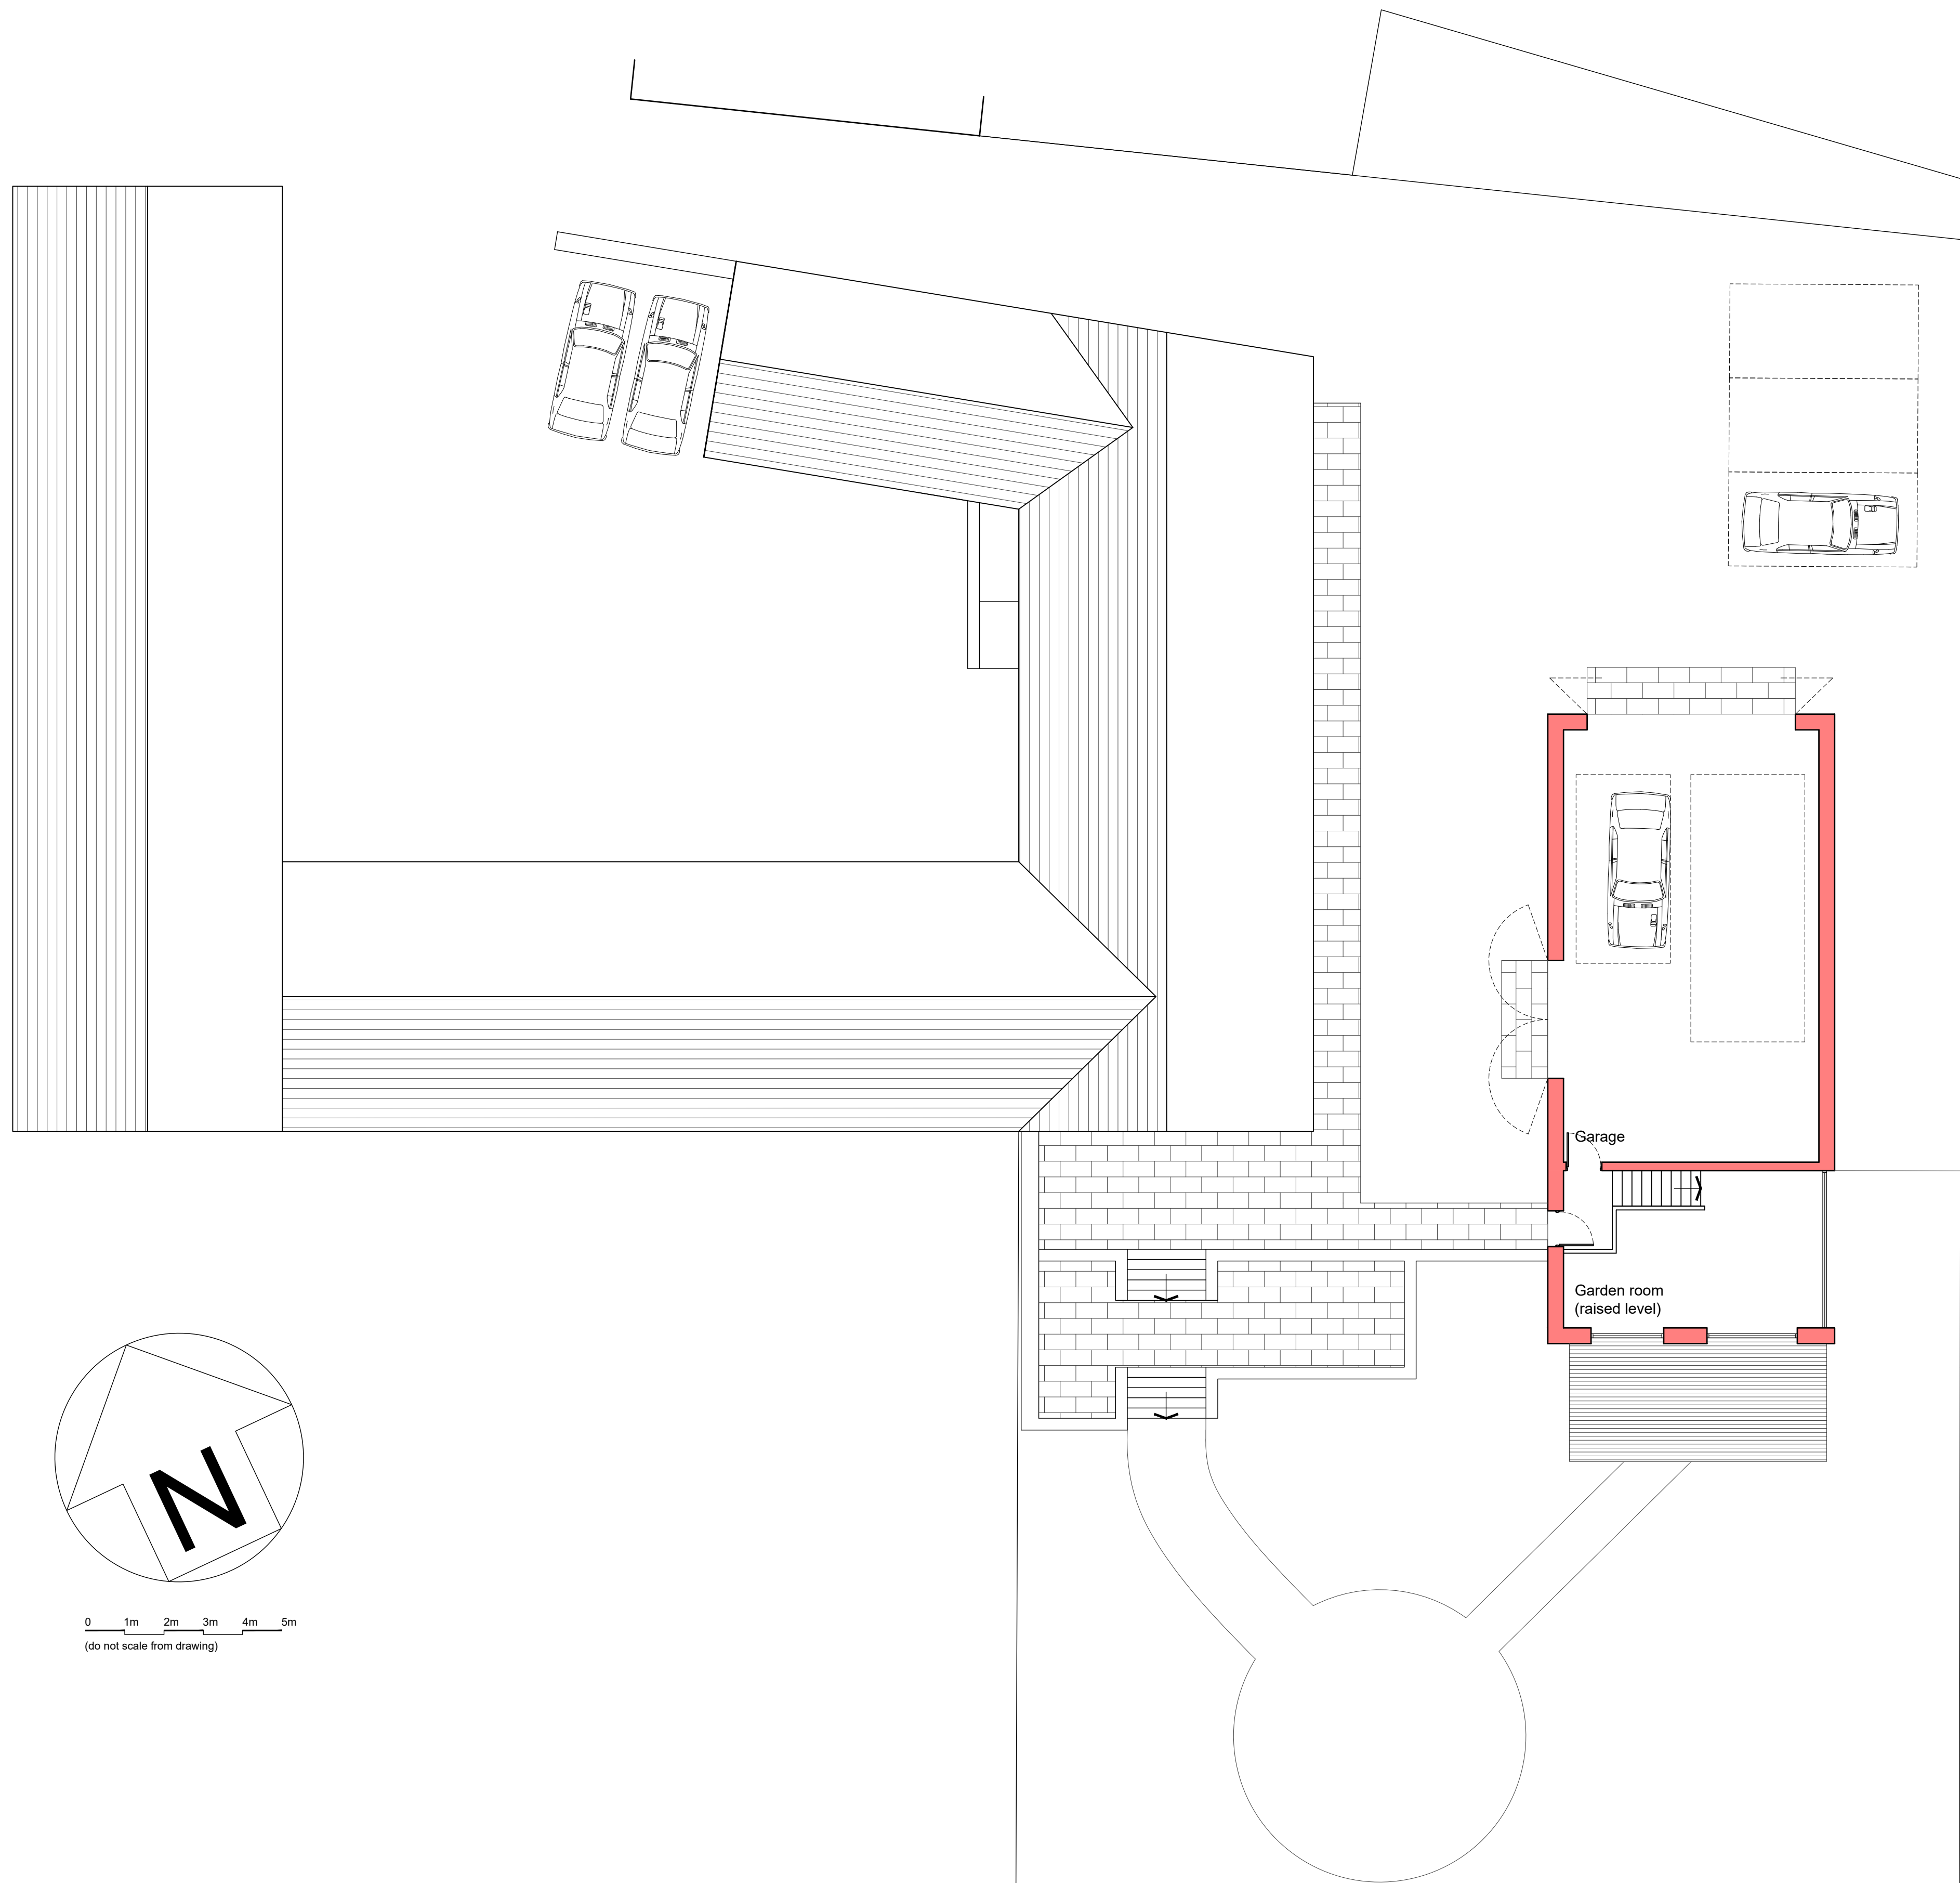 Garage
Garden room
(raised level)
N
0 1m 2m 3m 4m 5m
(do not scale from drawing)